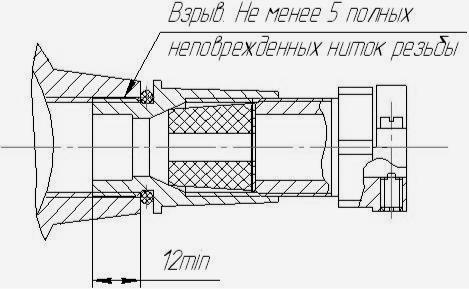 Взрыв. Не менее 5 полных
неповрежденных ниток резьбы
12min